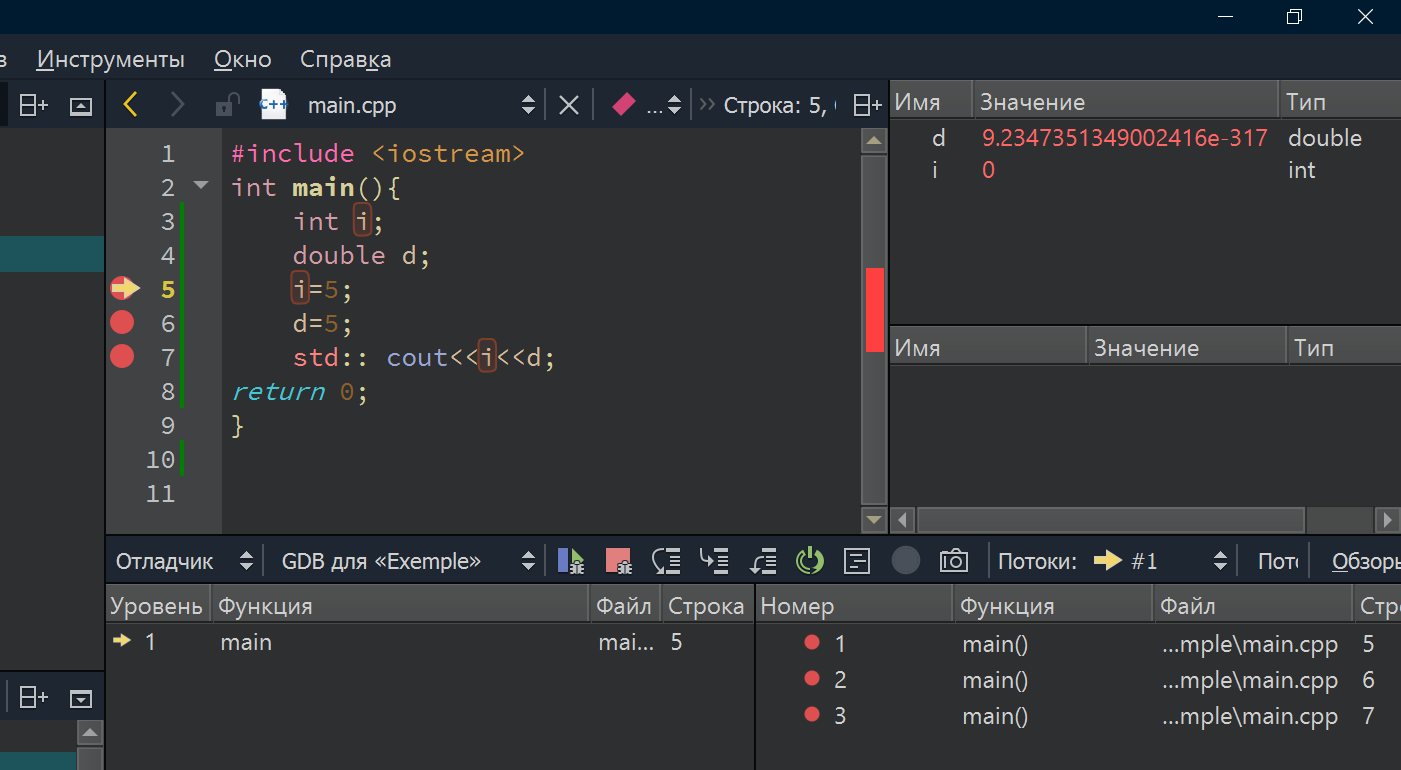 Инструменты Окно Справка
main.cpp ... Строка: 5,
1 #include <iostream>
2 int main(){
3 int i;
4 double d;
5 i=5;
6 d=5;
7 std:: cout<<i<<d;
8 return 0;
9 }
10
11
Имя Значение Тип
d 9.2347351349002416e-317 double
i 0 int
Имя Значение Тип
Отладчик GDB для «Exemple» Потоки: #1
Уровень Функция Файл Строка
1 main mai... 5
Номер Функция Файл
1 main() ...mple\main.cpp 5
2 main() ...mple\main.cpp 6
3 main() ...mple\main.cpp 7